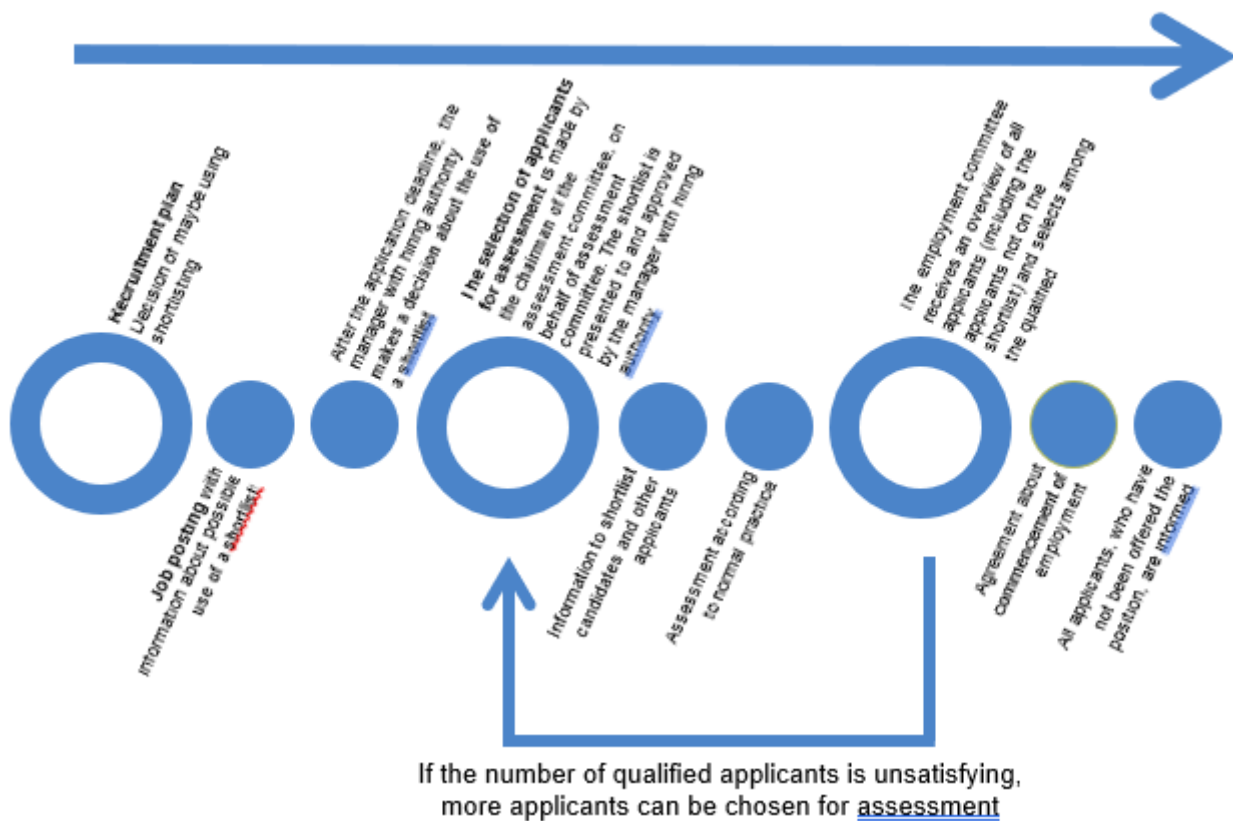 Recruitment plan
Decision of maybe using
shortlisting
Job posting with
information about possible
use of a shortlist.
After the application deadline, the
manager with hiring authority
makes a decision about the use of
a shortlist
The selection of applicants
for assessment is made by
the chairman of the
assessment committee, on
behalf of assessment
committee. The shortlist is
presented to and approved
by the manager with hiring
authority.
Information to shortlist
candidates and other
applicants
Assessment according
to normal practice
The employment committee
receives an overview of all
applicants (including the
applicants not on the
shortlist) and selects among
the qualified
Agreement about
commencement of
employment
All applicants, who have
not been offered the
position, are informed
If the number of qualified applicants is unsatisfying,
more applicants can be chosen for assessment